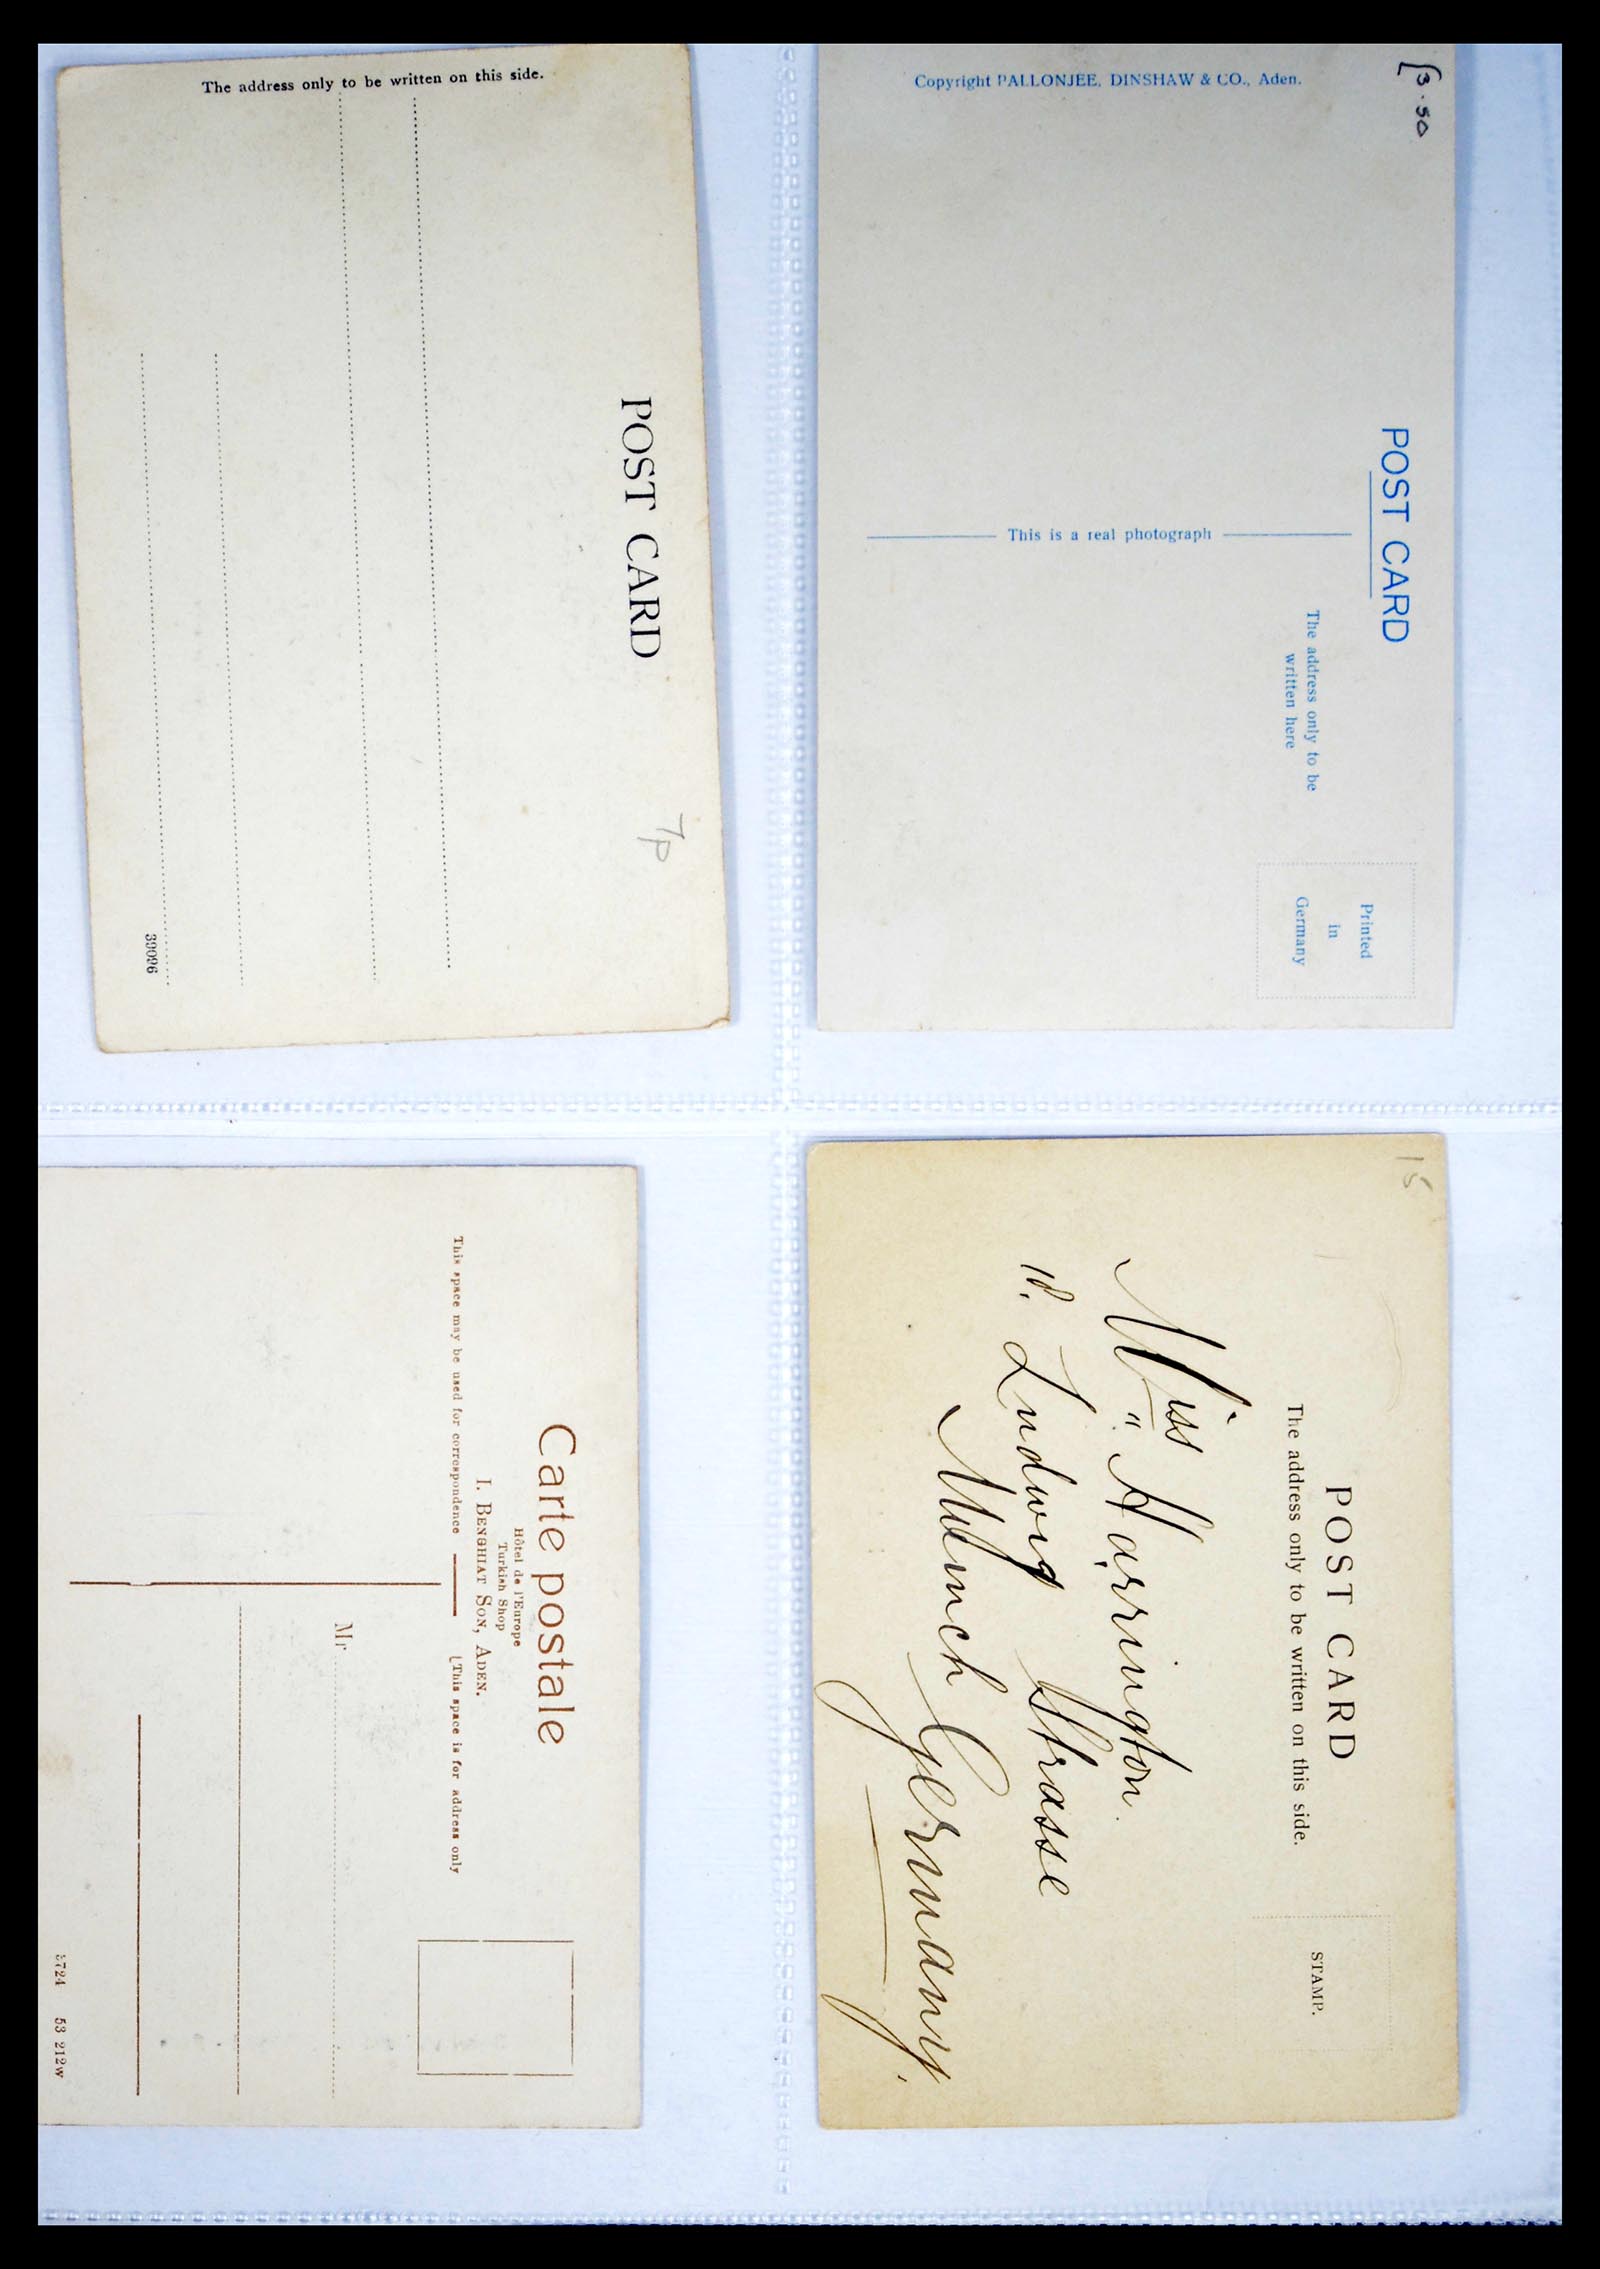 The address only to be written on this side.
POST CARD
7p
39096
Copyright PALLONJEE, DINSHAW & CO., Aden.
£3.50
POST CARD
This is a real photograph
The address only to be
written here
Printed
in
Germany
Carte postale
Hôtel de l'Europe
Turkish Shop
I. BENGHIAT SON, ADEN.
This space may be used for correspondence
(This space is for address only
Mr
53 212w
15
POST CARD
The address only to be written on this side.
STAMP.
Miss Harrington
" Ludwig Strasse
Munich Germany.